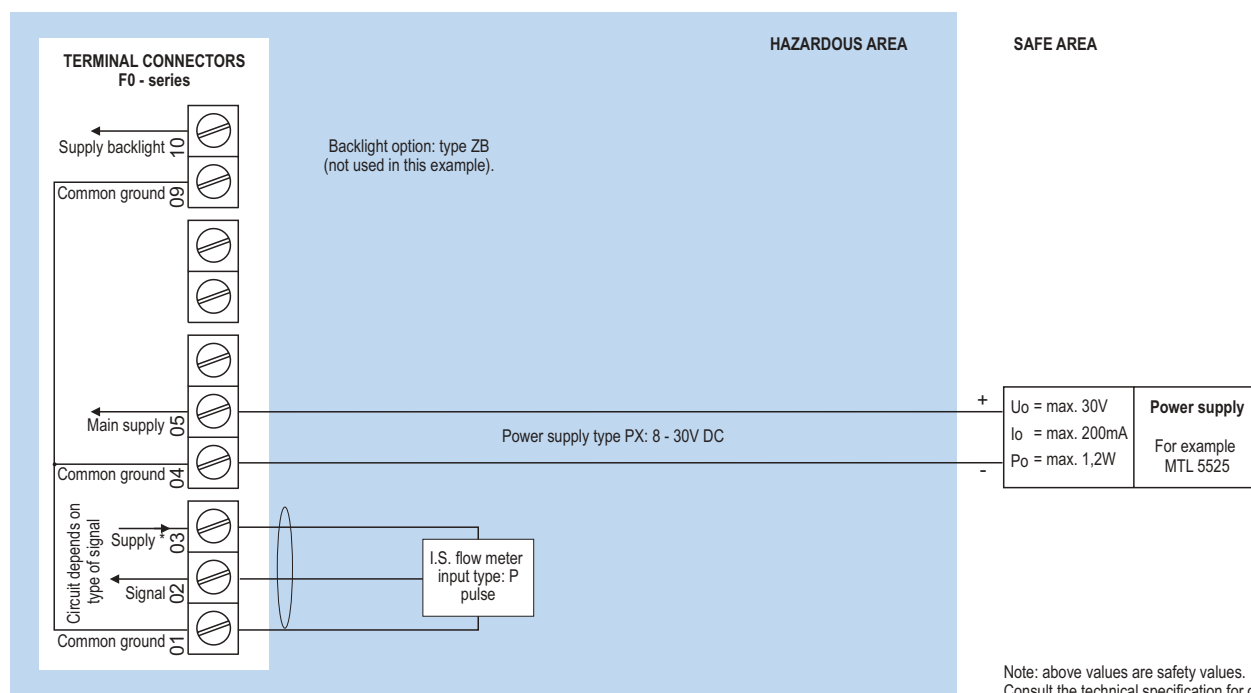 HAZARDOUS AREA
SAFE AREA
TERMINAL CONNECTORS
F0 - series
Supply backlight
10
Backlight option: type ZB
(not used in this example).
Common ground
09
Main supply
05
Power supply type PX: 8 - 30V DC
+
-
Uo = max. 30V
Io = max. 200mA
Po = max. 1,2W
Power supply
For example
MTL 5525
Common ground
04
Circuit depends on
type of signal
Supply *
03
Signal
02
Common ground
01
I.S. flow meter
input type: P
pulse
Note: above values are safety values.
Consult the technical specification for